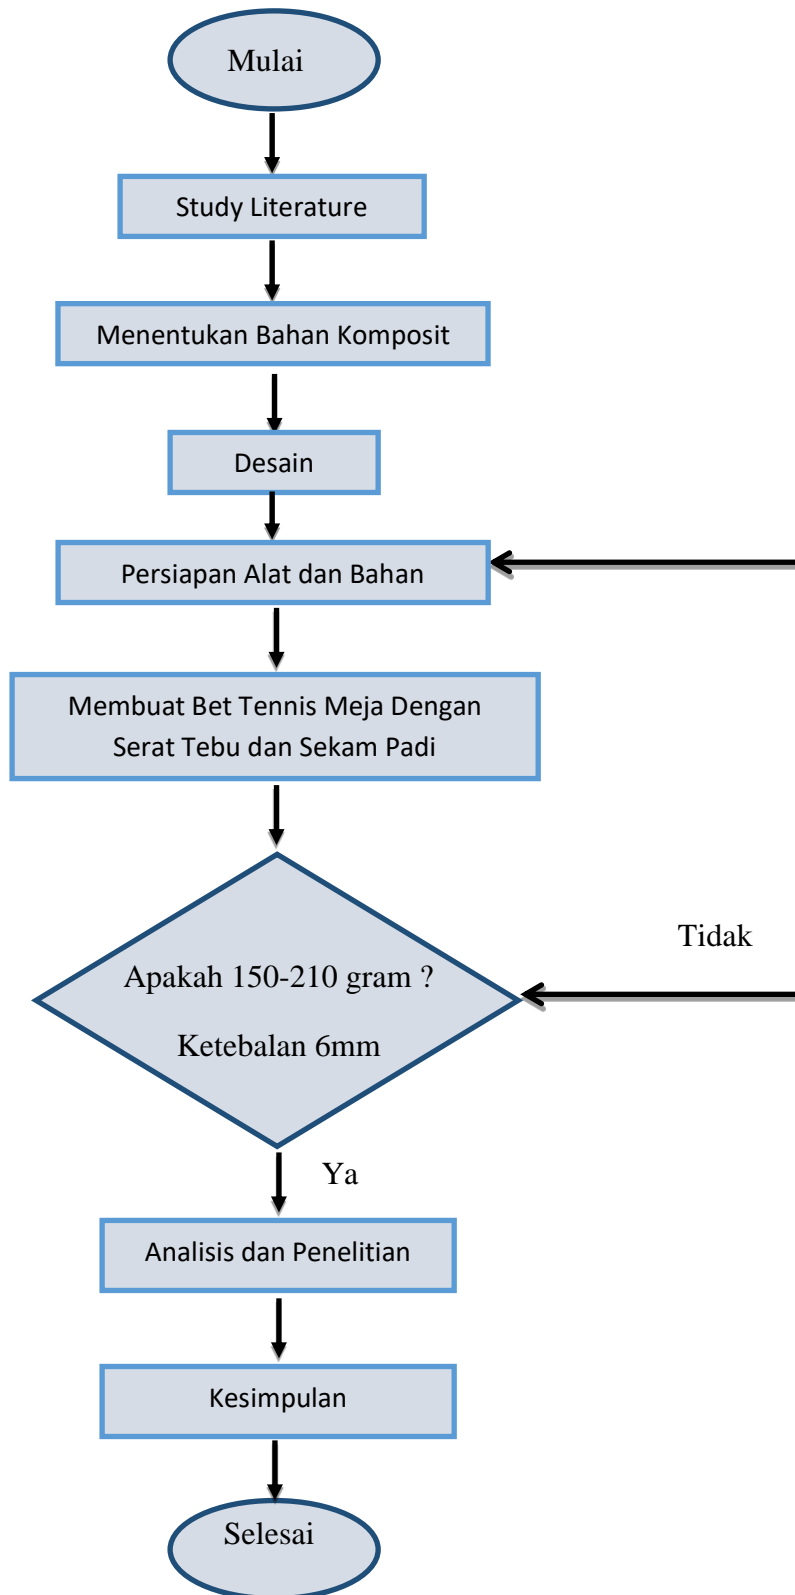 Mulai
Study Literature
Menentukan Bahan Komposit
Desain
Persiapan Alat dan Bahan
Membuat Bet Tennis Meja Dengan
Serat Tebu dan Sekam Padi
Tidak
Apakah 150-210 gram ?
Ketebalan 6mm
Ya
Analisis dan Penelitian
Kesimpulan
Selesai